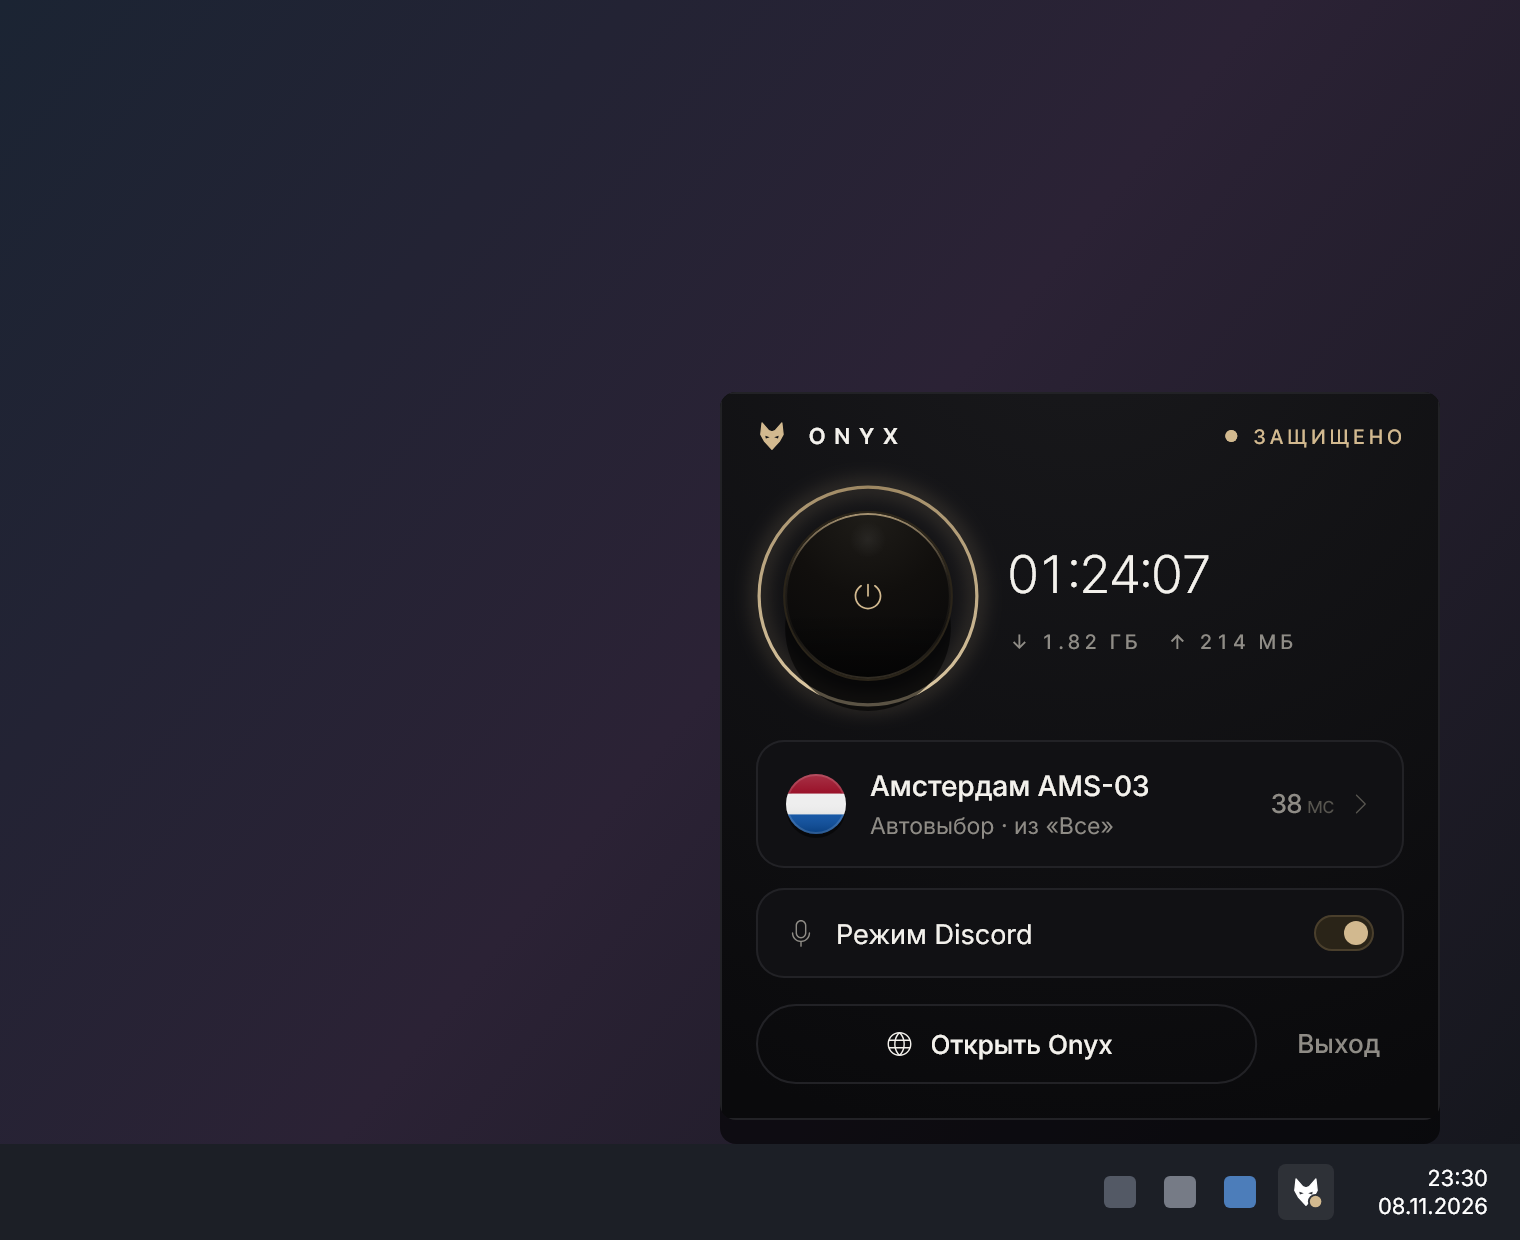 ONYX
ЗАЩИЩЕНО
01:24:07
↓ 1.82 ГБ ↑ 214 МБ
Амстердам AMS-03
Автовыбор · из «Все»
38 мс
Режим Discord
Открыть Onyx
Выход
23:30
08.11.2026